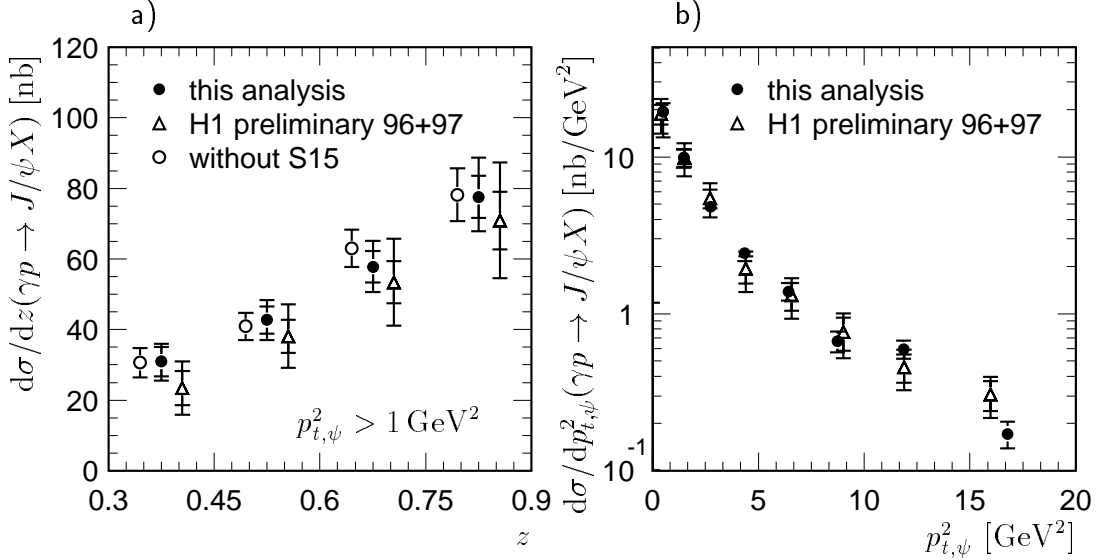 a)
dσ/dz(γp → J/ψX) [nb]
120
100
80
60
40
20
0
this analysis
H1 preliminary 96+97
without S15
p²t,ψ > 1 GeV²
0.3 0.45 0.6 0.75 0.9
z
b)
dσ/dp²t,ψ(γp → J/ψX) [nb/GeV²]
10
1
10⁻¹
this analysis
H1 preliminary 96+97
0 5 10 15 20
p²t,ψ [GeV²]